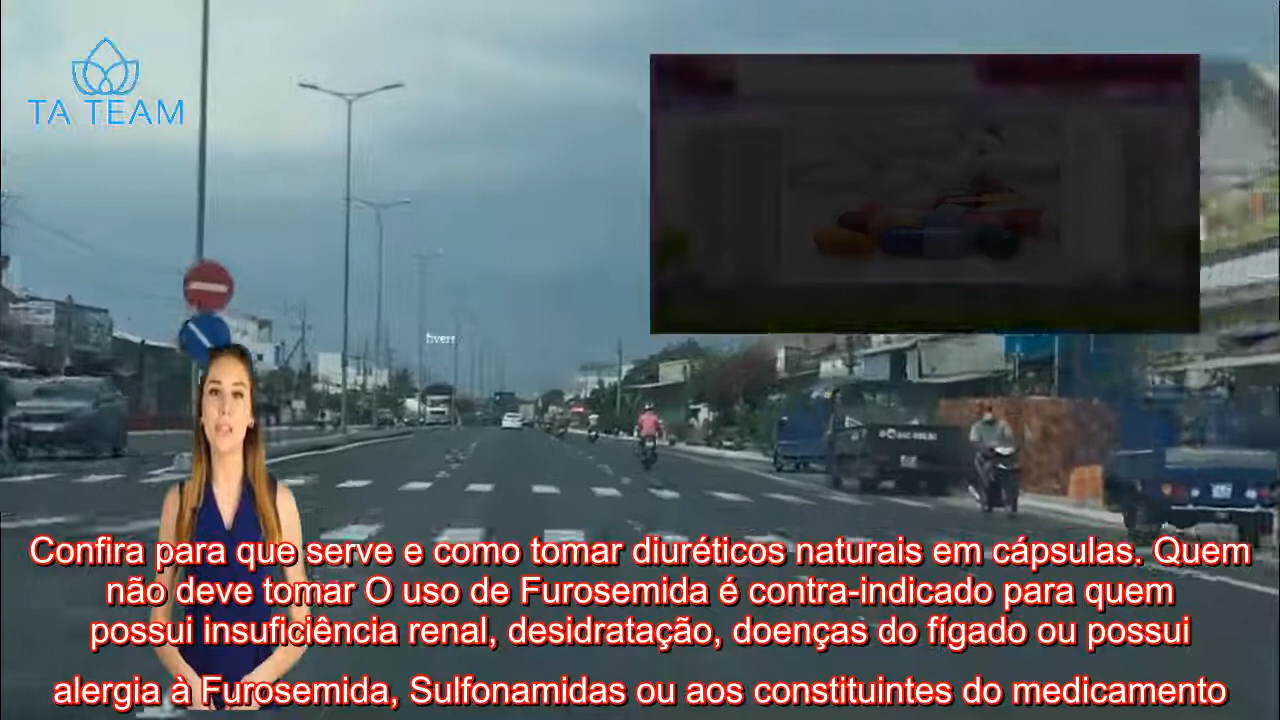 TA TEAM
fiverr
Confira para que serve e como tomar diuréticos naturais em cápsulas. Quem
não deve tomar O uso de Furosemida é contra-indicado para quem
possui insuficiência renal, desidratação, doenças do fígado ou possui
alergia à Furosemida, Sulfonamidas ou aos constituintes do medicamento